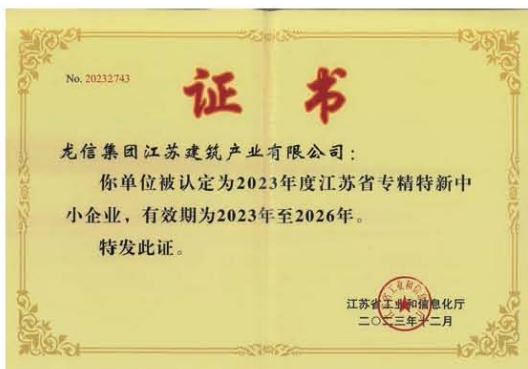 No. 20232743
证书
龙信集团江苏建筑产业有限公司：
你单位被认定为2023年度江苏省专精特新中
小企业，有效期为2023年至2026年。
特发此证。
江苏省工业和信息化厅
二〇二三年十二月